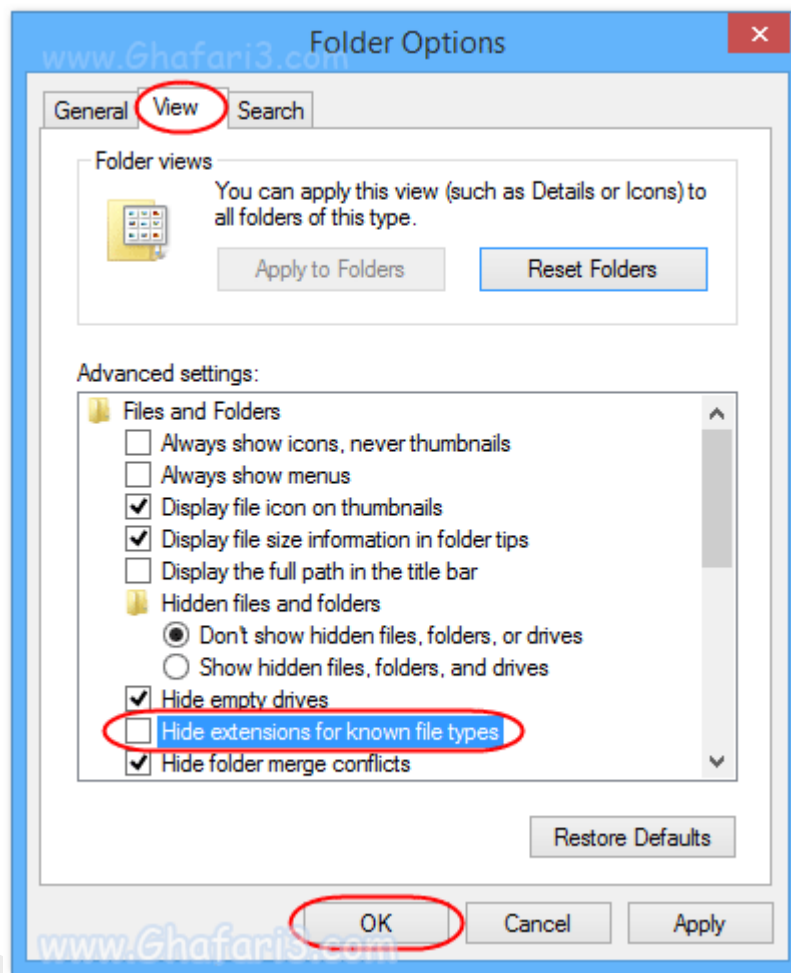 Folder Options
www.Ghafari3.com
General View Search
Folder views
You can apply this view (such as Details or Icons) to
all folders of this type.
Apply to Folders Reset Folders
Advanced settings:
Files and Folders
Always show icons, never thumbnails
Always show menus
Display file icon on thumbnails
Display file size information in folder tips
Display the full path in the title bar
Hidden files and folders
Don't show hidden files, folders, or drives
Show hidden files, folders, and drives
Hide empty drives
Hide extensions for known file types
Hide folder merge conflicts
Restore Defaults
OK Cancel Apply
www.Ghafari3.com